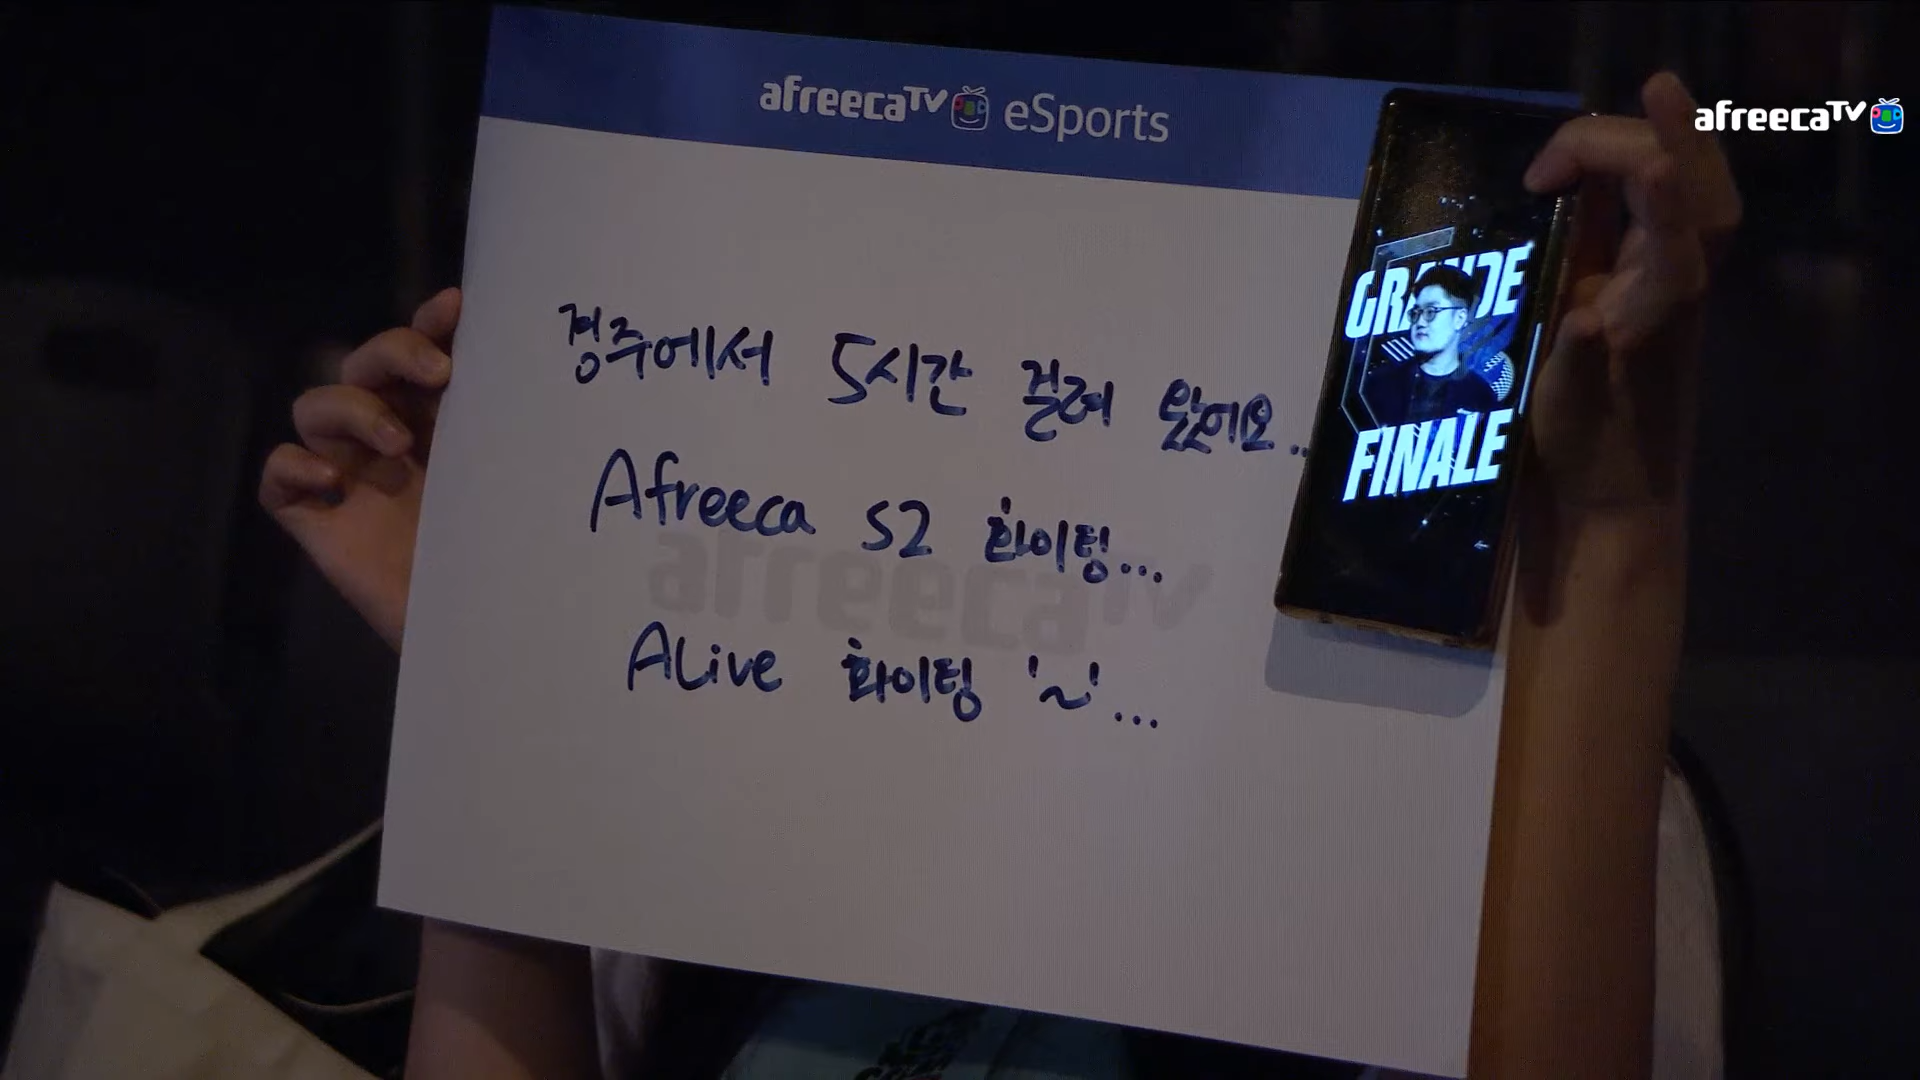 afreecaTV eSports
afreecaTV
경주에서 5시간 걸려 왔어요..
Afreeca S2 화이팅...
afreecaTV
ALive 화이팅 '~'...
GRANDE
FINALE